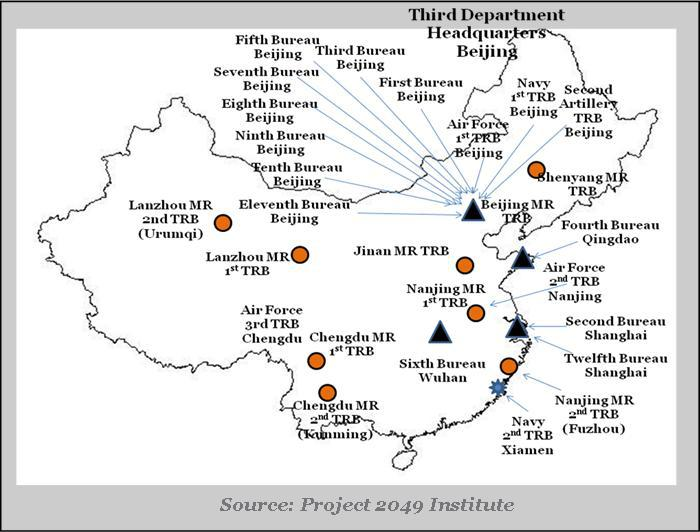 Third Department
Headquarters
Beijing
Fifth Bureau
Beijing
Third Bureau
Beijing
Seventh Bureau
Beijing
First Bureau
Beijing
Navy
1st TRB
Beijing
Second
Artillery
TRB
Beijing
Eighth Bureau
Beijing
Air Force
1st TRB
Beijing
Ninth Bureau
Beijing
Tenth Bureau
Beijing
Shenyang MR
TRB
Lanzhou MR
2nd TRB
(Urumqi)
Eleventh Bureau
Beijing
Beijing MR
TRB
Fourth Bureau
Qingdao
Lanzhou MR
1st TRB
Jinan MR TRB
Air Force
2nd TRB
Nanjing
Nanjing MR
1st TRB
Air Force
3rd TRB
Chengdu
Chengdu MR
1st TRB
Second Bureau
Shanghai
Sixth Bureau
Wuhan
Twelfth Bureau
Shanghai
Chengdu MR
2nd TRB
(Kunming)
Nanjing MR
2nd TRB
(Fuzhou)
Navy
2nd TRB
Xiamen
Source: Project 2049 Institute